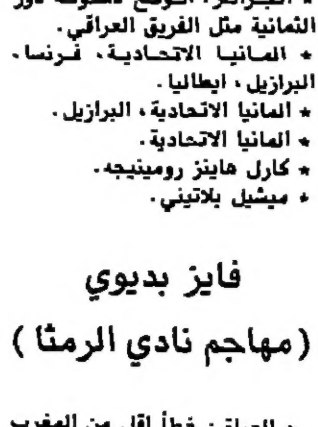 الثمانية مثل الفريق العراقي.
* المانيا الاتحادية، فرنسا،
البرازيل، ايطاليا.
* المانيا الاتحادية، البرازيل.
* المانيا الاتحادية.
* كارل هاينز رومينيجه.
* ميشيل بلاتيني.
فايز بديوي
(مهاجم نادي الرمثا)